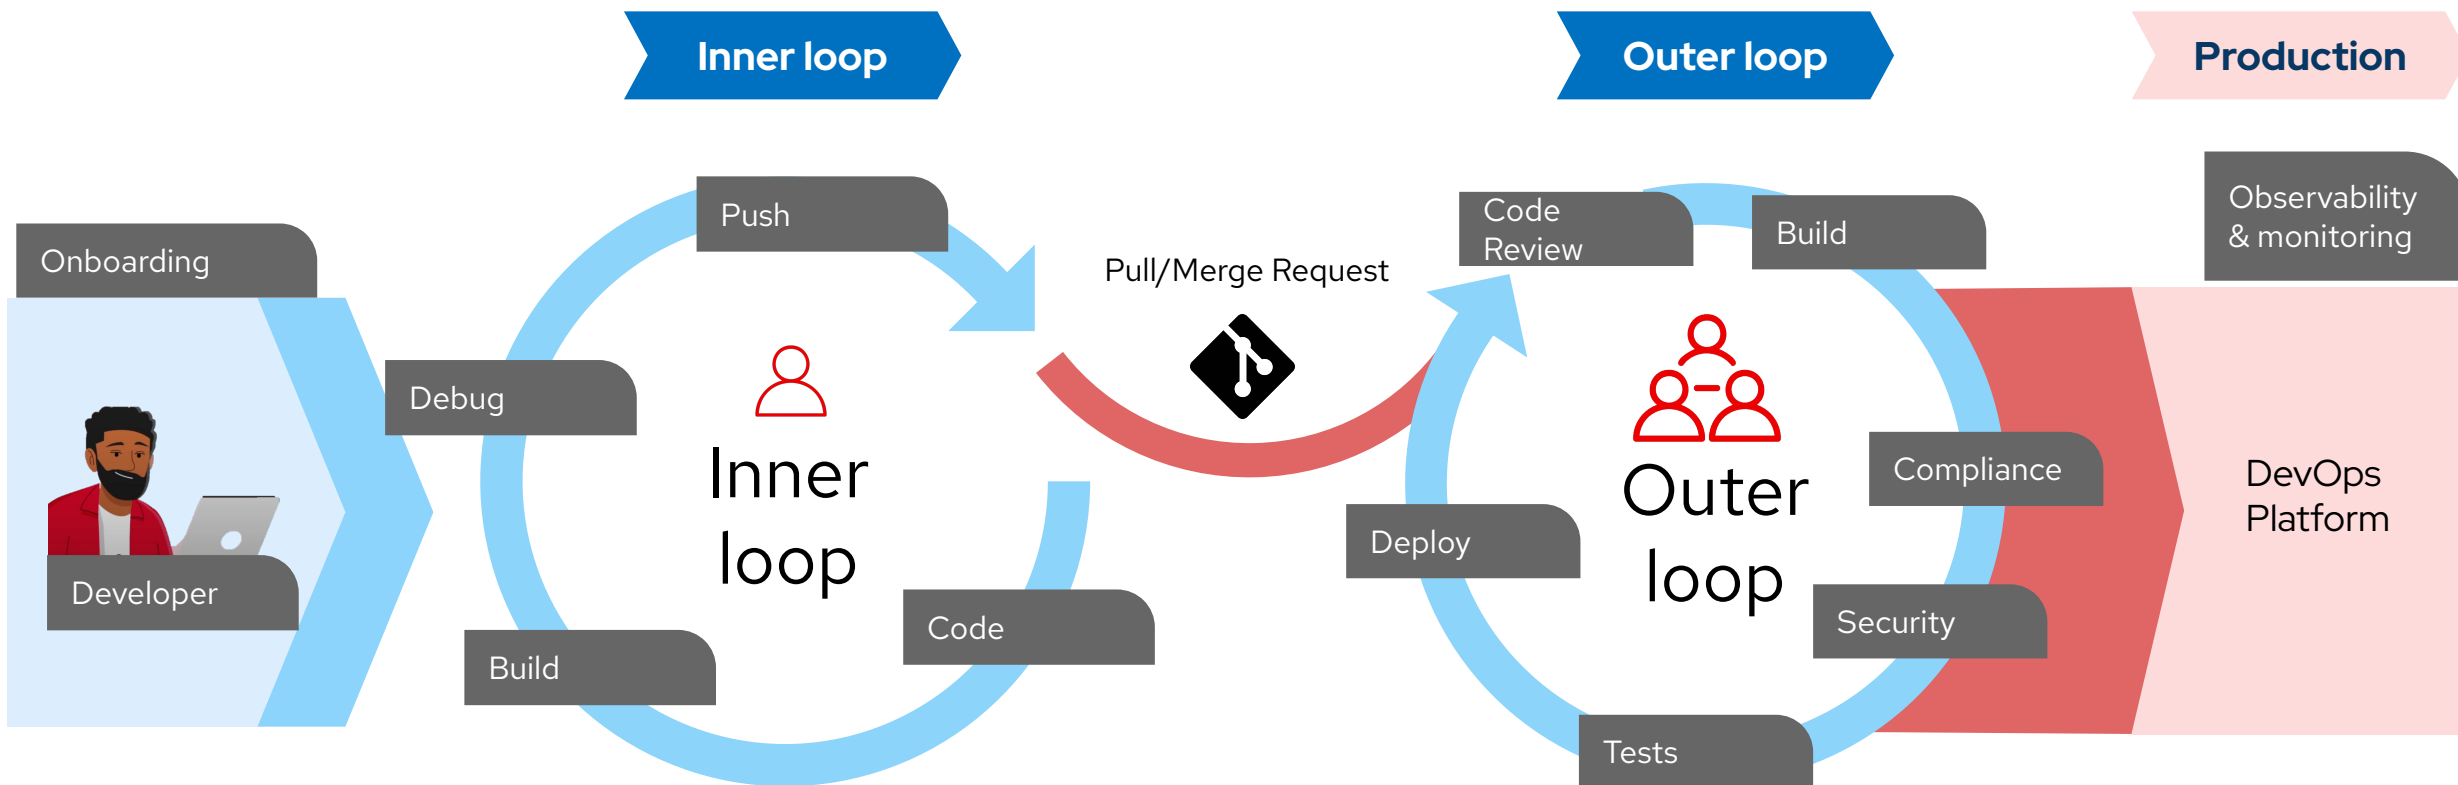 Inner loop
Outer loop
Production
Onboarding
Developer
Push
Debug
Build
Code
Inner
loop
Pull/Merge Request
Code
Review
Build
Compliance
Security
Tests
Deploy
Outer
loop
Observability
& monitoring
DevOps
Platform